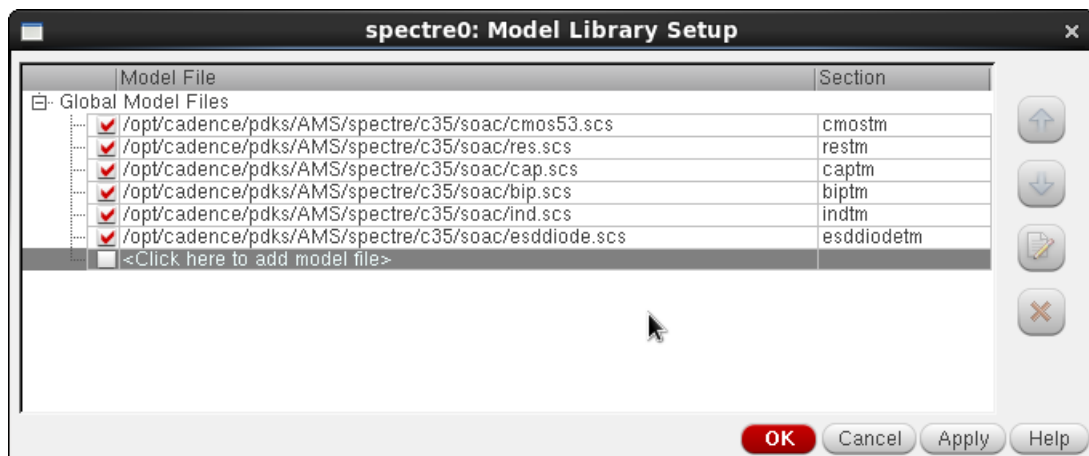 spectre0: Model Library Setup
Model File Section
Global Model Files
/opt/cadence/pdks/AMS/spectre/c35/soac/cmos53.scs cmostm
/opt/cadence/pdks/AMS/spectre/c35/soac/res.scs restm
/opt/cadence/pdks/AMS/spectre/c35/soac/cap.scs captm
/opt/cadence/pdks/AMS/spectre/c35/soac/bip.scs biptm
/opt/cadence/pdks/AMS/spectre/c35/soac/ind.scs indtm
/opt/cadence/pdks/AMS/spectre/c35/soac/esddiode.scs esddiodetm
<Click here to add model file>
OK Cancel Apply Help